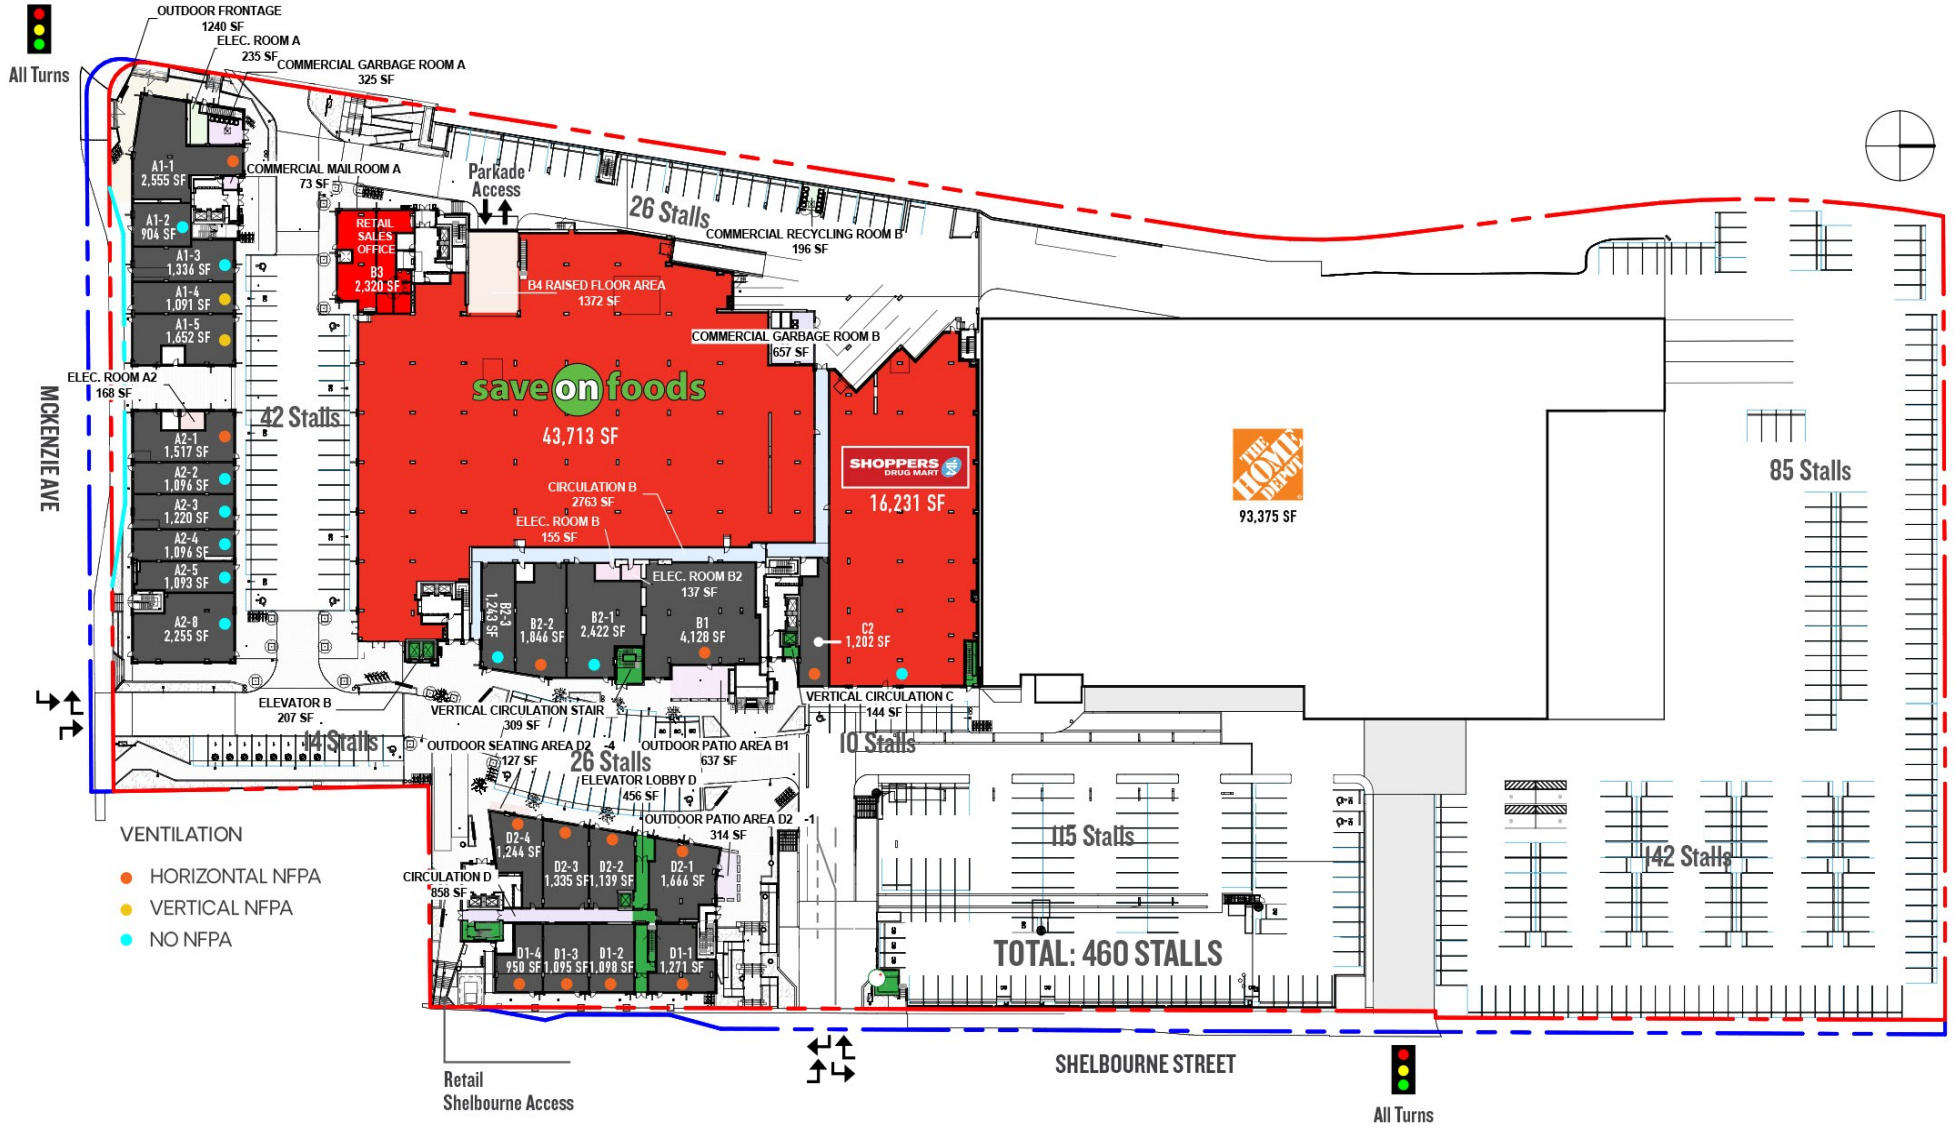 OUTDOOR FRONTAGE
1240 SF
ELEC. ROOM A
235 SF
COMMERCIAL GARBAGE ROOM A
325 SF
All Turns
A1-1
2,555 SF
COMMERCIAL MAILROOM A
73 SF
Parkade
Access
26 Stalls
COMMERCIAL RECYCLING ROOM B
196 SF
A1-2
904 SF
RETAIL
SALES
OFFICE
B3
2,320 SF
A1-3
1,336 SF
A1-4
1,091 SF
A1-5
1,652 SF
B4 RAISED FLOOR AREA
1372 SF
COMMERCIAL GARBAGE ROOM B
657 SF
ELEC. ROOM A2
168 SF
MCKENZIE AVE
42 Stalls
save on foods
43,713 SF
SHOPPERS
DRUG MART
16,231 SF
THE
HOME
DEPOT
93,375 SF
85 Stalls
A2-1
1,517 SF
A2-2
1,096 SF
A2-3
1,220 SF
A2-4
1,096 SF
A2-5
1,093 SF
A2-8
2,255 SF
CIRCULATION B
2763 SF
ELEC. ROOM B
155 SF
ELEC. ROOM B2
137 SF
B2-3
1,243 SF
B2-2
1,846 SF
B2-1
2,422 SF
B1
4,128 SF
C2
1,202 SF
ELEVATOR B
207 SF
VERTICAL CIRCULATION STAIR
309 SF
VERTICAL CIRCULATION C
144 SF
14 Stalls
OUTDOOR SEATING AREA D2 -4
127 SF
26 Stalls
OUTDOOR PATIO AREA B1
637 SF
10 Stalls
ELEVATOR LOBBY D
456 SF
OUTDOOR PATIO AREA D2 -1
314 SF
115 Stalls
142 Stalls
VENTILATION
HORIZONTAL NFPA
VERTICAL NFPA
NO NFPA
D2-4
1,244 SF
D2-3
1,335 SF
D2-2
1,139 SF
D2-1
1,666 SF
CIRCULATION D
858 SF
D1-4
950 SF
D1-3
1,095 SF
D1-2
1,098 SF
D1-1
1,271 SF
TOTAL: 460 STALLS
SHELBOURNE STREET
Retail
Shelbourne Access
All Turns